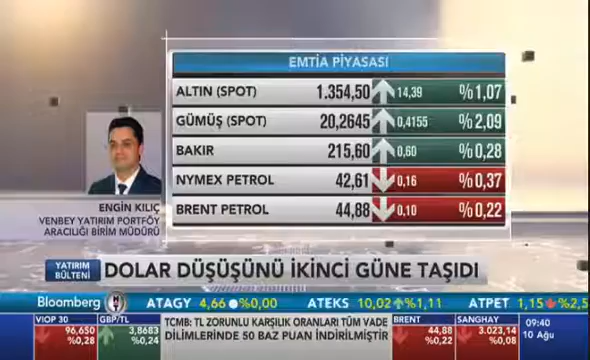 EMTİA PİYASASI
ALTIN (SPOT) 1.354,50 14,39 %1,07
GÜMÜŞ (SPOT) 20,2645 0,4155 %2,09
BAKIR 215,60 0,60 %0,28
NYMEX PETROL 42,61 0,16 %0,37
BRENT PETROL 44,88 0,10 %0,22
ENGİN KILIÇ
VENBEY YATIRIM PORTFÖY
ARACILIĞI BİRİM MÜDÜRÜ
YATIRIM
BÜLTENİ
DOLAR DÜŞÜŞÜNÜ İKİNCİ GÜNE TAŞIDI
Bloomberg HT ATAGY 4,66 %0,00 ATEKS 10,02 %1,11 ATPET 1,15 %2,5
VIOP 30
96,650
%0,28
GBP/TL
3,8683
%0,24
TCMB: TL ZORUNLU KARŞILIK ORANLARI TÜM VADE
DİLİMLERİNDE 50 BAZ PUAN İNDİRİLMİŞTİR
BRENT
44,88
%0,22
SANGHAY
3.023,14
%0,08
09:40
10 Ağu